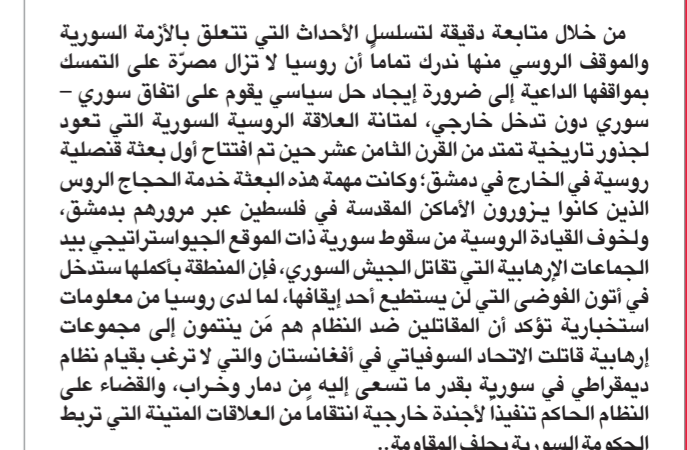 من خلال متابعة دقيقة لتسلسل الأحداث التي تتعلق بالأزمة السورية
والموقف الروسي منها ندرك تماماً أن روسيا لا تزال مصرّة على التمسك
بمواقفها الداعية إلى ضرورة إيجاد حل سياسي يقوم على اتفاق سوري –
سوري دون تدخل خارجي، لمتانة العلاقة الروسية السورية التي تعود
لجذور تاريخية تمتد من القرن الثامن عشر حين تم افتتاح أول بعثة قنصلية
روسية في الخارج في دمشق؛ وكانت مهمة هذه البعثة خدمة الحجاج الروس
الذين كانوا يـزورون الأماكن المقدسة في فلسطين عبر مرورهم بدمشق،
ولخوف القيادة الروسية من سقوط سورية ذات الموقع الجيواستراتيجي بيد
الجماعات الإرهابية التي تقاتل الجيش السوري، فإن المنطقة بأكملها ستدخل
في أتون الفوضى التي لن يستطيع أحد إيقافها، لما لدى روسيا من معلومات
استخبارية تؤكد أن المقاتلين ضد النظام هم مَن ينتمون إلى مجموعات
إرهابية قاتلت الاتحاد السوفياتي في أفغانستان والتي لا ترغب بقيام نظام
ديمقراطي في سورية بقدر ما تسعى إليه من دمار وخـراب، والقضاء على
النظام الحاكم تنفيذاً لأجندة خارجية انتقاماً من العلاقات المتينة التي تربط
الحكومة السورية بحلف المقاومة..